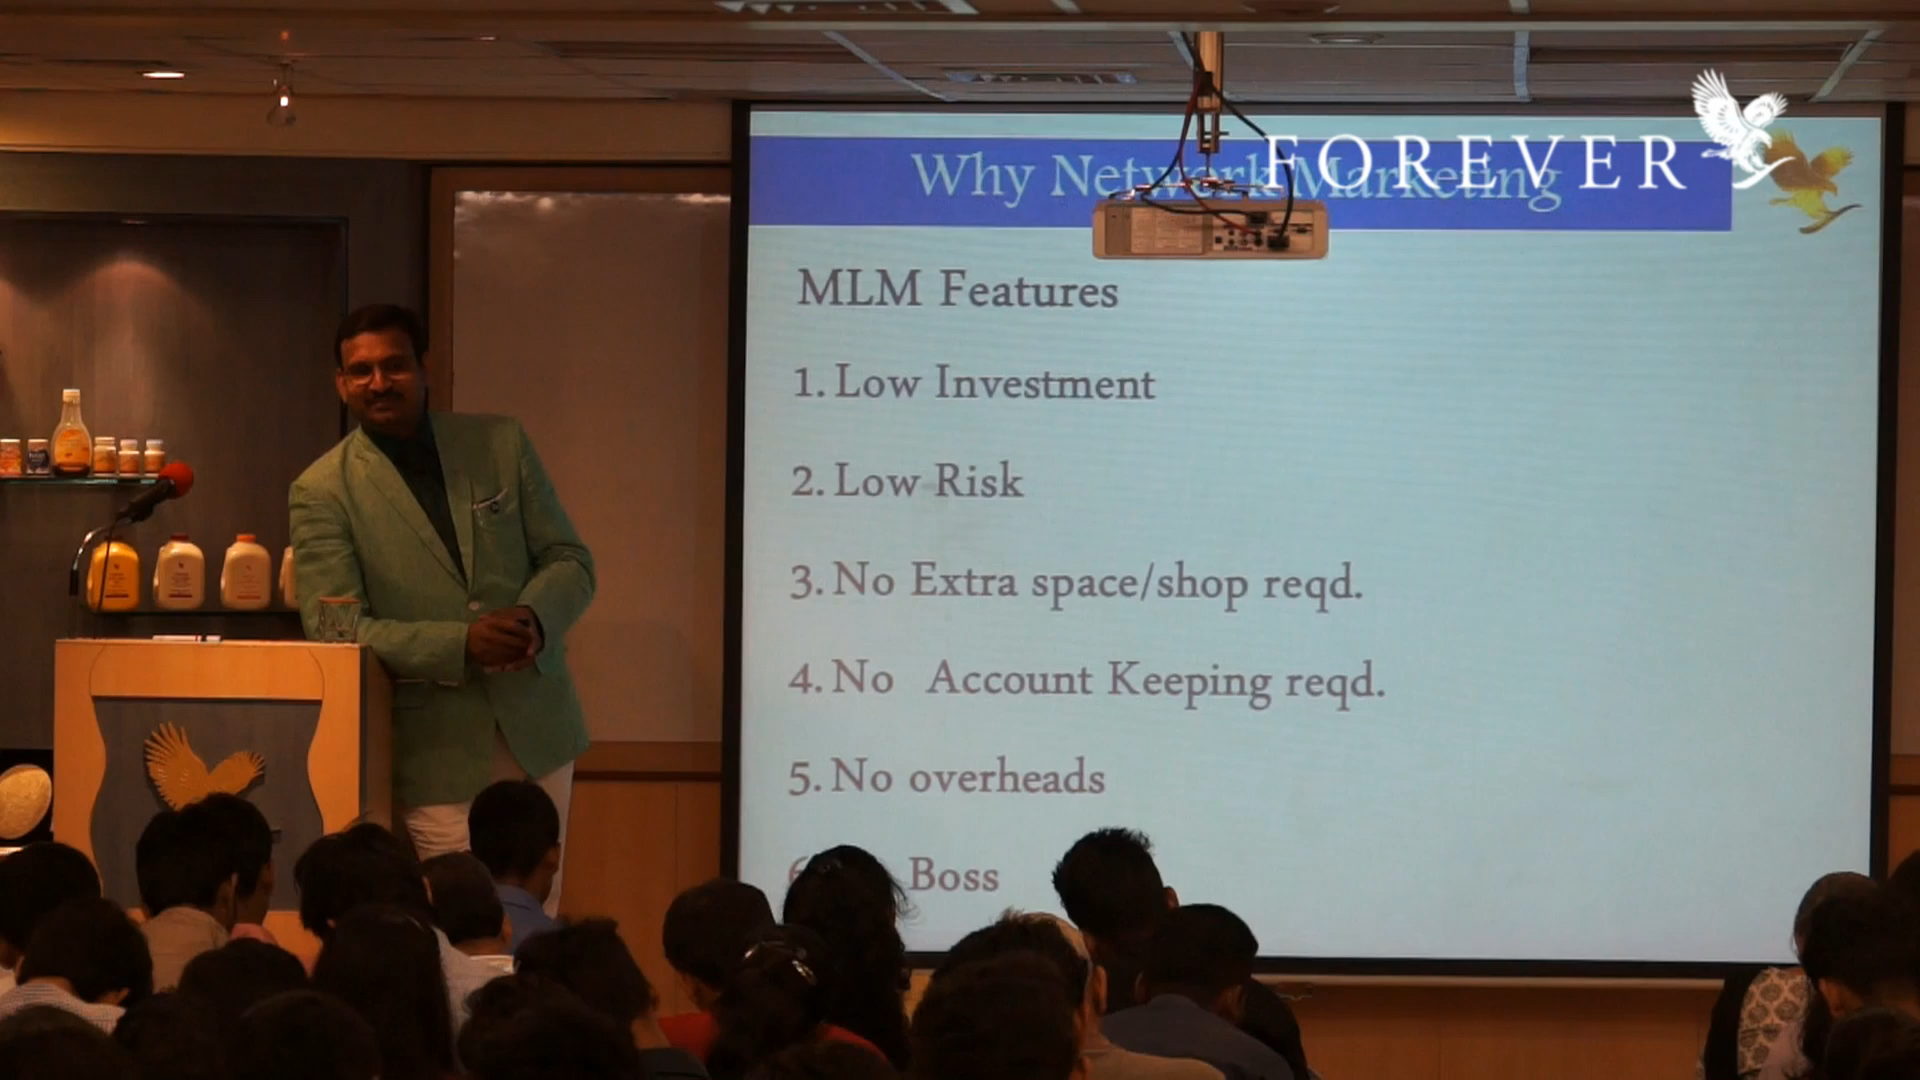 FOREVER
Why Network Marketing
MLM Features
1. Low Investment
2. Low Risk
3. No Extra space/shop reqd.
4. No Account Keeping reqd.
5. No overheads
Boss